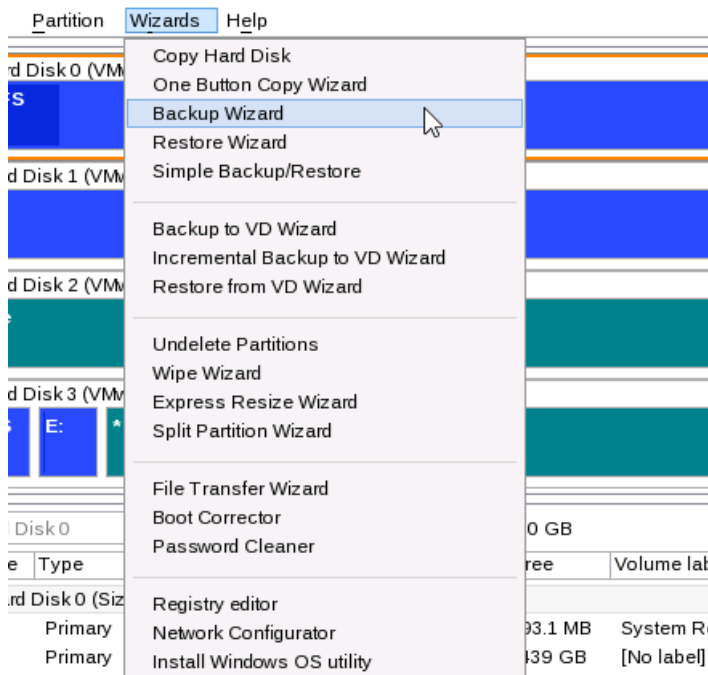 Partition Wizards Help
Copy Hard Disk
rd Disk 0 (VM
One Button Copy Wizard
FS
Backup Wizard
Restore Wizard
d Disk 1 (VM
Simple Backup/Restore
Backup to VD Wizard
Incremental Backup to VD Wizard
d Disk 2 (VM
Restore from VD Wizard
Undelete Partitions
Wipe Wizard
d Disk 3 (VM
Express Resize Wizard
E: *
Split Partition Wizard
File Transfer Wizard
Boot Corrector
Disk 0 0 GB
Password Cleaner
e Type ree Volume lab
rd Disk 0 (Siz
Registry editor
Primary Network Configurator 93.1 MB System R
Primary Install Windows OS utility 439 GB [No label]